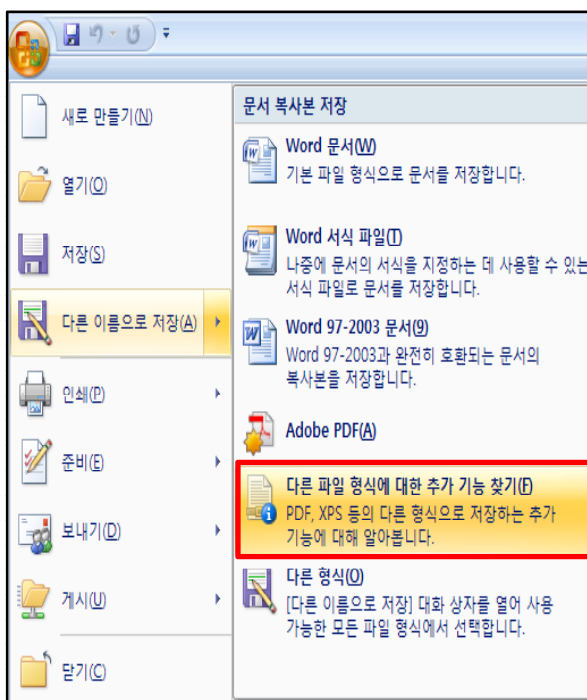 새로 만들기(N)
열기(O)
저장(S)
다른 이름으로 저장(A)
인쇄(P)
준비(E)
보내기(D)
게시(U)
닫기(C)
문서 복사본 저장
Word 문서(W)
기본 파일 형식으로 문서를 저장합니다.
Word 서식 파일(T)
나중에 문서의 서식을 지정하는 데 사용할 수 있는
서식 파일로 문서를 저장합니다.
Word 97-2003 문서(9)
Word 97-2003과 완전히 호환되는 문서의
복사본을 저장합니다.
Adobe PDF(A)
다른 파일 형식에 대한 추가 기능 찾기(F)
PDF, XPS 등의 다른 형식으로 저장하는 추가
기능에 대해 알아봅니다.
다른 형식(O)
[다른 이름으로 저장] 대화 상자를 열어 사용
가능한 모든 파일 형식에서 선택합니다.